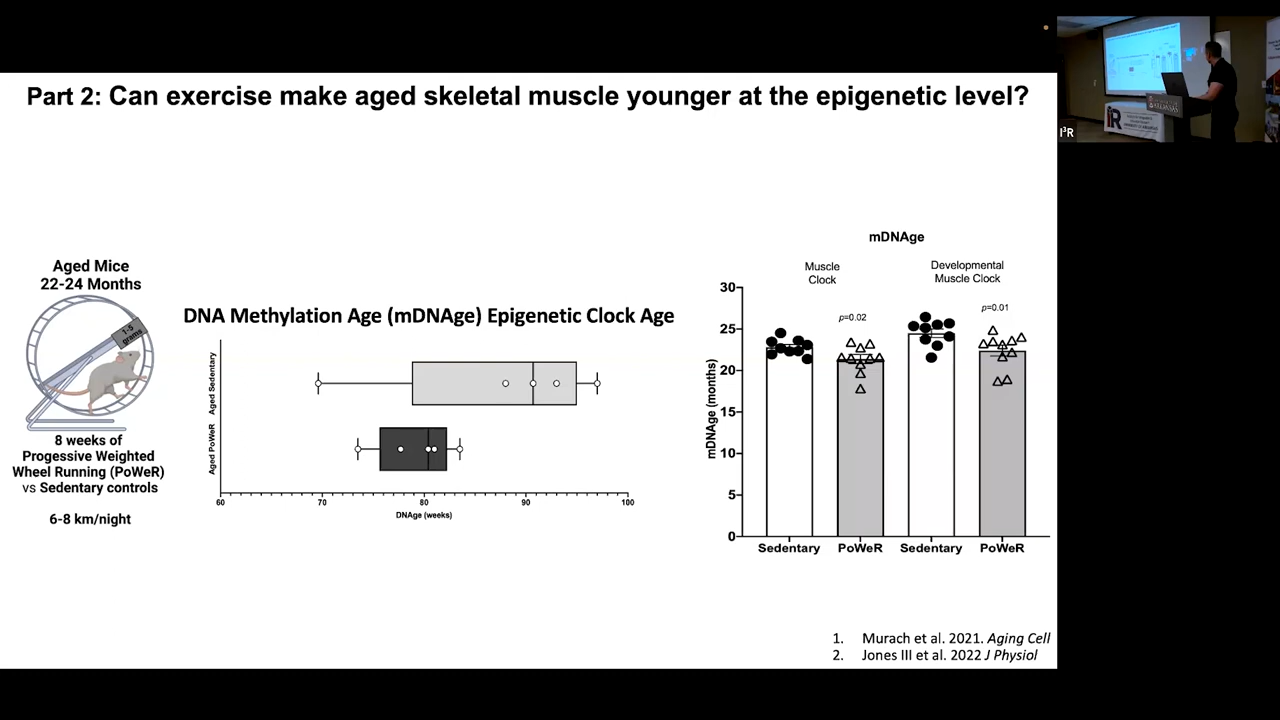 Part 2: Can exercise make aged skeletal muscle younger at the epigenetic level?
I³R
Aged Mice
22-24 Months
1-5
grams
8 weeks of
Progessive Weighted
Wheel Running (PoWeR)
vs Sedentary controls
6-8 km/night
DNA Methylation Age (mDNAge) Epigenetic Clock Age
Aged Sedentary
Aged PoWeR
60 70 80 90 100
DNAge (weeks)
mDNAge
Muscle
Clock
Developmental
Muscle Clock
p=0.02
p=0.01
mDNAge (months)
30
25
20
15
10
5
0
Sedentary PoWeR Sedentary PoWeR
1. Murach et al. 2021. Aging Cell
2. Jones III et al. 2022 J Physiol